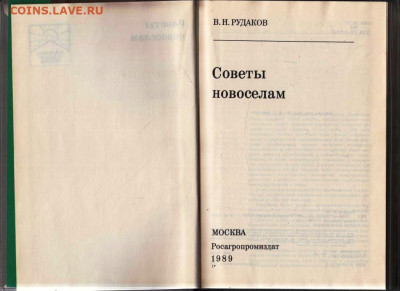 COINS.LAVE.RU
В. Н. РУДАКОВ
Советы
новоселам
МОСКВА
Росагропромиздат
1989